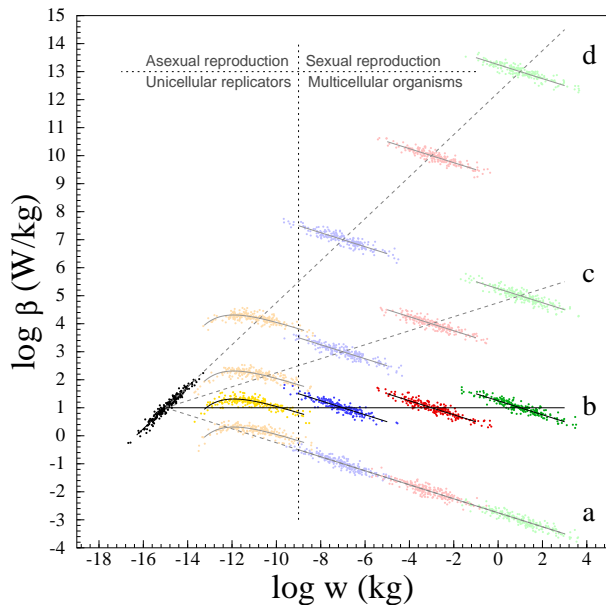 Asexual reproduction
Sexual reproduction
Unicellular replicators
Multicellular organisms
d
c
b
a
14
13
12
11
10
9
8
7
6
5
4
3
2
1
0
-1
-2
-3
-4
-18 -16 -14 -12 -10 -8 -6 -4 -2 0 2 4
log β (W/kg)
log w (kg)